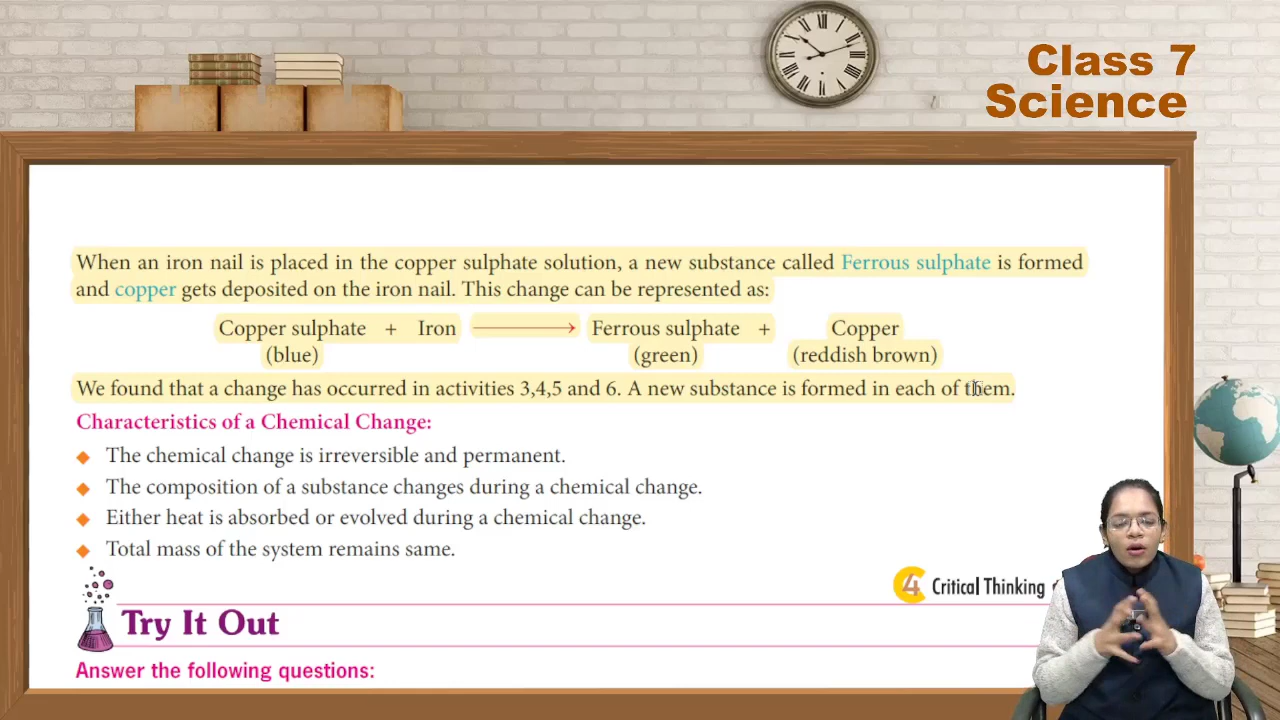 Class 7
Science
When an iron nail is placed in the copper sulphate solution, a new substance called Ferrous sulphate is formed
and copper gets deposited on the iron nail. This change can be represented as:
Copper sulphate + Iron ⟶ Ferrous sulphate + Copper
(blue) (green) (reddish brown)
We found that a change has occurred in activities 3,4,5 and 6. A new substance is formed in each of them.
Characteristics of a Chemical Change:
◆ The chemical change is irreversible and permanent.
◆ The composition of a substance changes during a chemical change.
◆ Either heat is absorbed or evolved during a chemical change.
◆ Total mass of the system remains same.
C4 Critical Thinking
Try It Out
Answer the following questions: